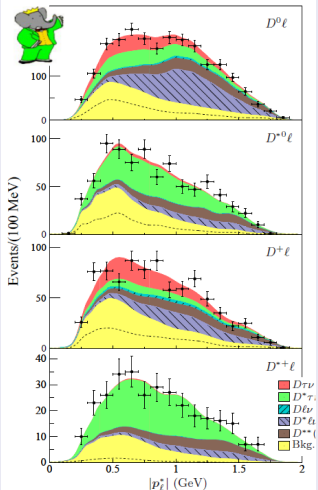 D⁰ℓ
100
0
D*⁰ℓ
100
50
0
Events/(100 MeV)
D⁺ℓ
100
50
0
D*⁺ℓ
40
30
20
10
0
Dτν
D*τ
Dℓν
D*ℓν
D**(
Bkg.
0 0.5 1 1.5 2
|p*ℓ| (GeV)